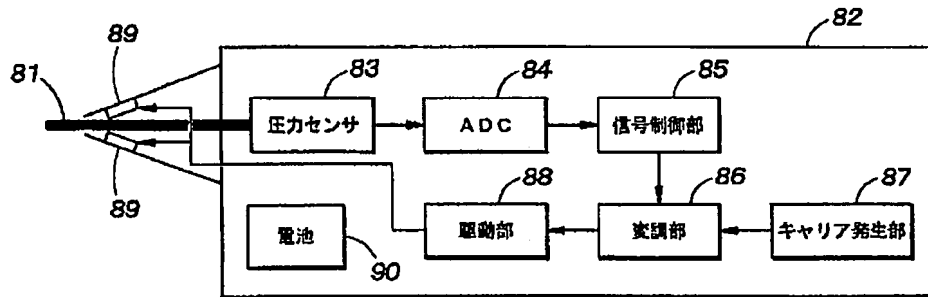 82
81
89
83
84
85
圧力センサ
ADC
信号制御部
89
88
86
87
電池
90
駆動部
変調部
キャリア発生部